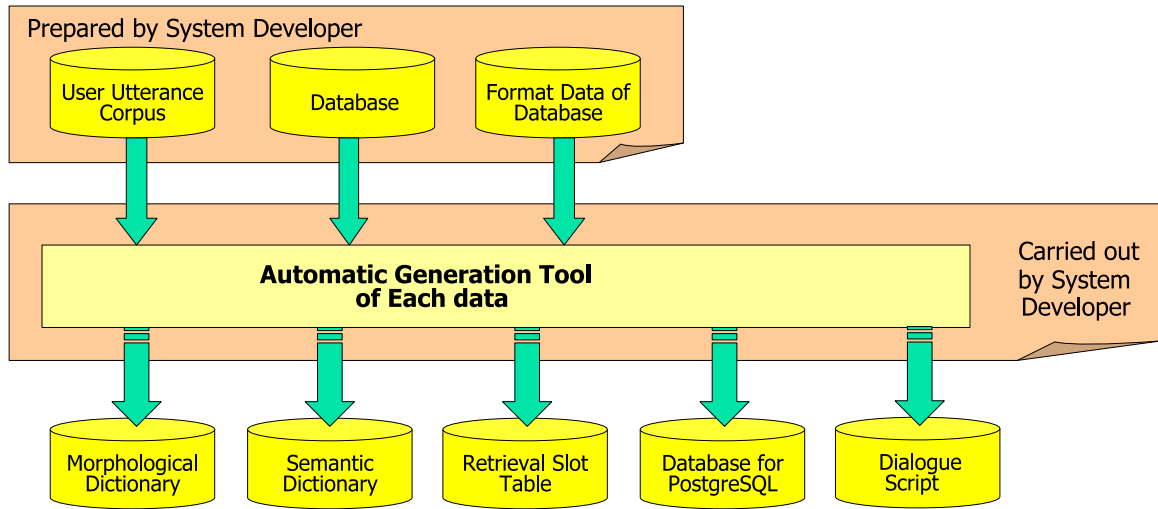 Prepared by System Developer
User Utterance
Corpus
Database
Format Data of
Database
Automatic Generation Tool
of Each data
Carried out
by System
Developer
Morphological
Dictionary
Semantic
Dictionary
Retrieval Slot
Table
Database for
PostgreSQL
Dialogue
Script